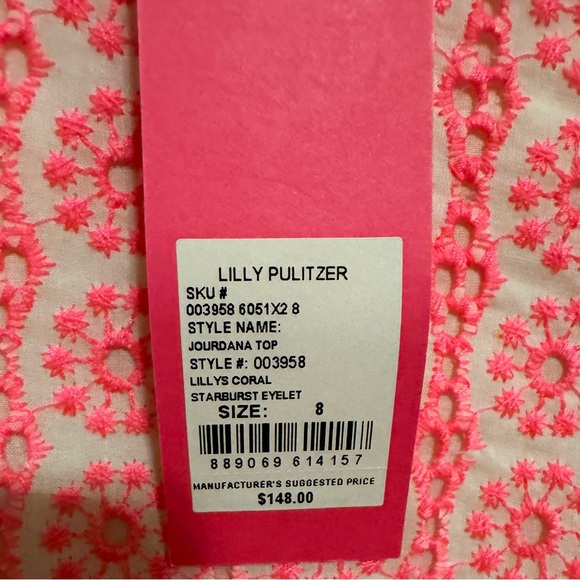 LILLY PULITZER
SKU #
003958 6051X2 8
STYLE NAME:
JOURDANA TOP
STYLE #: 003958
LILLYS CORAL
STARBURST EYELET
SIZE: 8
889069 614157
MANUFACTURER'S SUGGESTED PRICE
$148.00